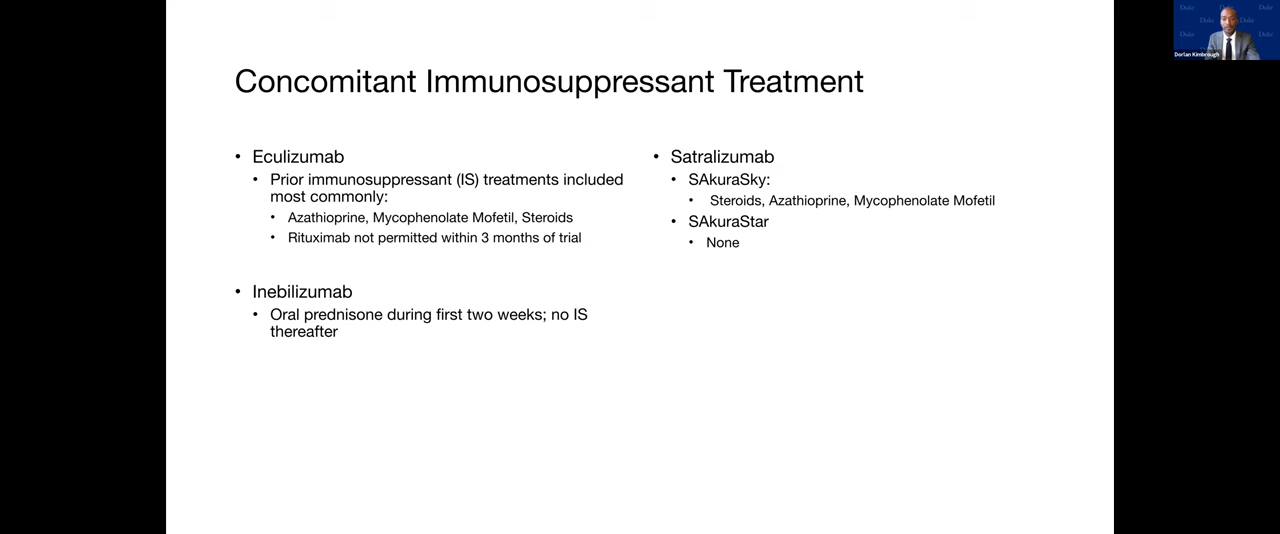 Concomitant Immunosuppressant Treatment
• Eculizumab
• Prior immunosuppressant (IS) treatments included
most commonly:
• Azathioprine, Mycophenolate Mofetil, Steroids
• Rituximab not permitted within 3 months of trial
• Inebilizumab
• Oral prednisone during first two weeks; no IS
thereafter
• Satralizumab
• SAkuraSky:
• Steroids, Azathioprine, Mycophenolate Mofetil
• SAkuraStar
• None
Duke Duke
Duke Duke
Duke Duke
Dorlan Kimbrough